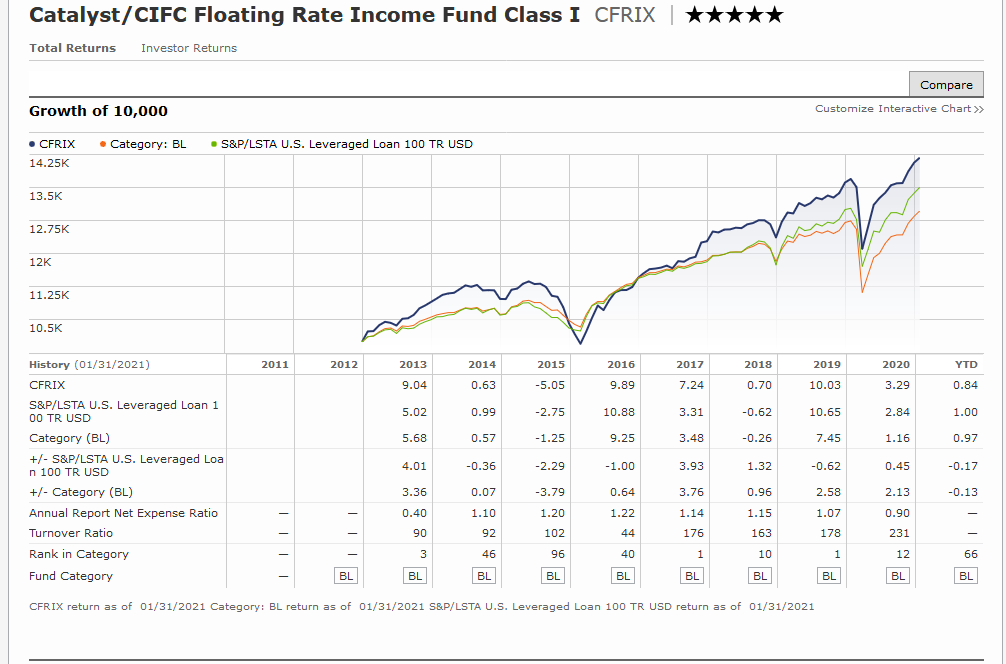 Catalyst/CIFC Floating Rate Income Fund Class I CFRIX | ★★★★★
Total Returns Investor Returns
Compare
Growth of 10,000
Customize Interactive Chart >>
CFRIX Category: BL S&P/LSTA U.S. Leveraged Loan 100 TR USD
14.25K
13.5K
12.75K
12K
11.25K
10.5K
History (01/31/2021) 2011 2012 2013 2014 2015 2016 2017 2018 2019 2020 YTD
CFRIX 9.04 0.63 -5.05 9.89 7.24 0.70 10.03 3.29 0.84
S&P/LSTA U.S. Leveraged Loan 1
00 TR USD 5.02 0.99 -2.75 10.88 3.31 -0.62 10.65 2.84 1.00
Category (BL) 5.68 0.57 -1.25 9.25 3.48 -0.26 7.45 1.16 0.97
+/- S&P/LSTA U.S. Leveraged Loa
n 100 TR USD 4.01 -0.36 -2.29 -1.00 3.93 1.32 -0.62 0.45 -0.17
+/- Category (BL) 3.36 0.07 -3.79 0.64 3.76 0.96 2.58 2.13 -0.13
Annual Report Net Expense Ratio — — 0.40 1.10 1.20 1.22 1.14 1.15 1.07 0.90 —
Turnover Ratio — — 90 92 102 44 176 163 178 231 —
Rank in Category — — 3 46 96 40 1 10 1 12 66
Fund Category — BL BL BL BL BL BL BL BL BL BL
CFRIX return as of 01/31/2021 Category: BL return as of 01/31/2021 S&P/LSTA U.S. Leveraged Loan 100 TR USD return as of 01/31/2021